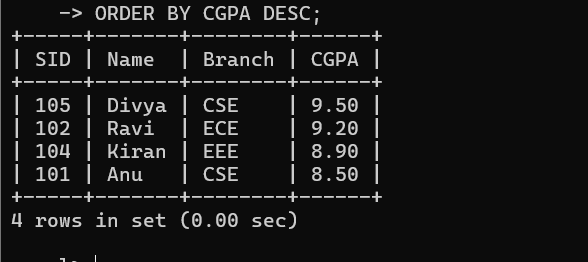 -> ORDER BY CGPA DESC;
+-----+-------+--------+------+
| SID | Name  | Branch | CGPA |
+-----+-------+--------+------+
| 105 | Divya | CSE    | 9.50 |
| 102 | Ravi  | ECE    | 9.20 |
| 104 | Kiran | EEE    | 8.90 |
| 101 | Anu   | CSE    | 8.50 |
+-----+-------+--------+------+
4 rows in set (0.00 sec)